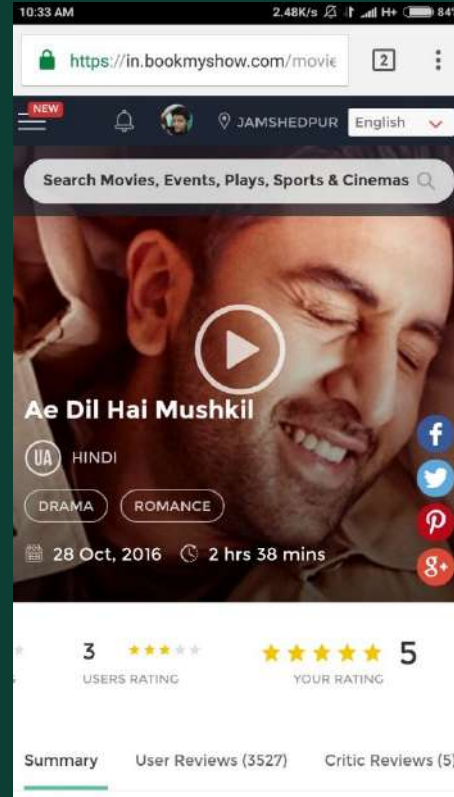 10:33 AM 2.48K/s H+ 84%
https://in.bookmyshow.com/movie 2
NEW
JAMSHEDPUR English
Search Movies, Events, Plays, Sports & Cinemas
Ae Dil Hai Mushkil
UA HINDI
DRAMA ROMANCE
28 Oct, 2016 2 hrs 38 mins
f
g+
3 5
USERS RATING YOUR RATING
Summary User Reviews (3527) Critic Reviews (5)